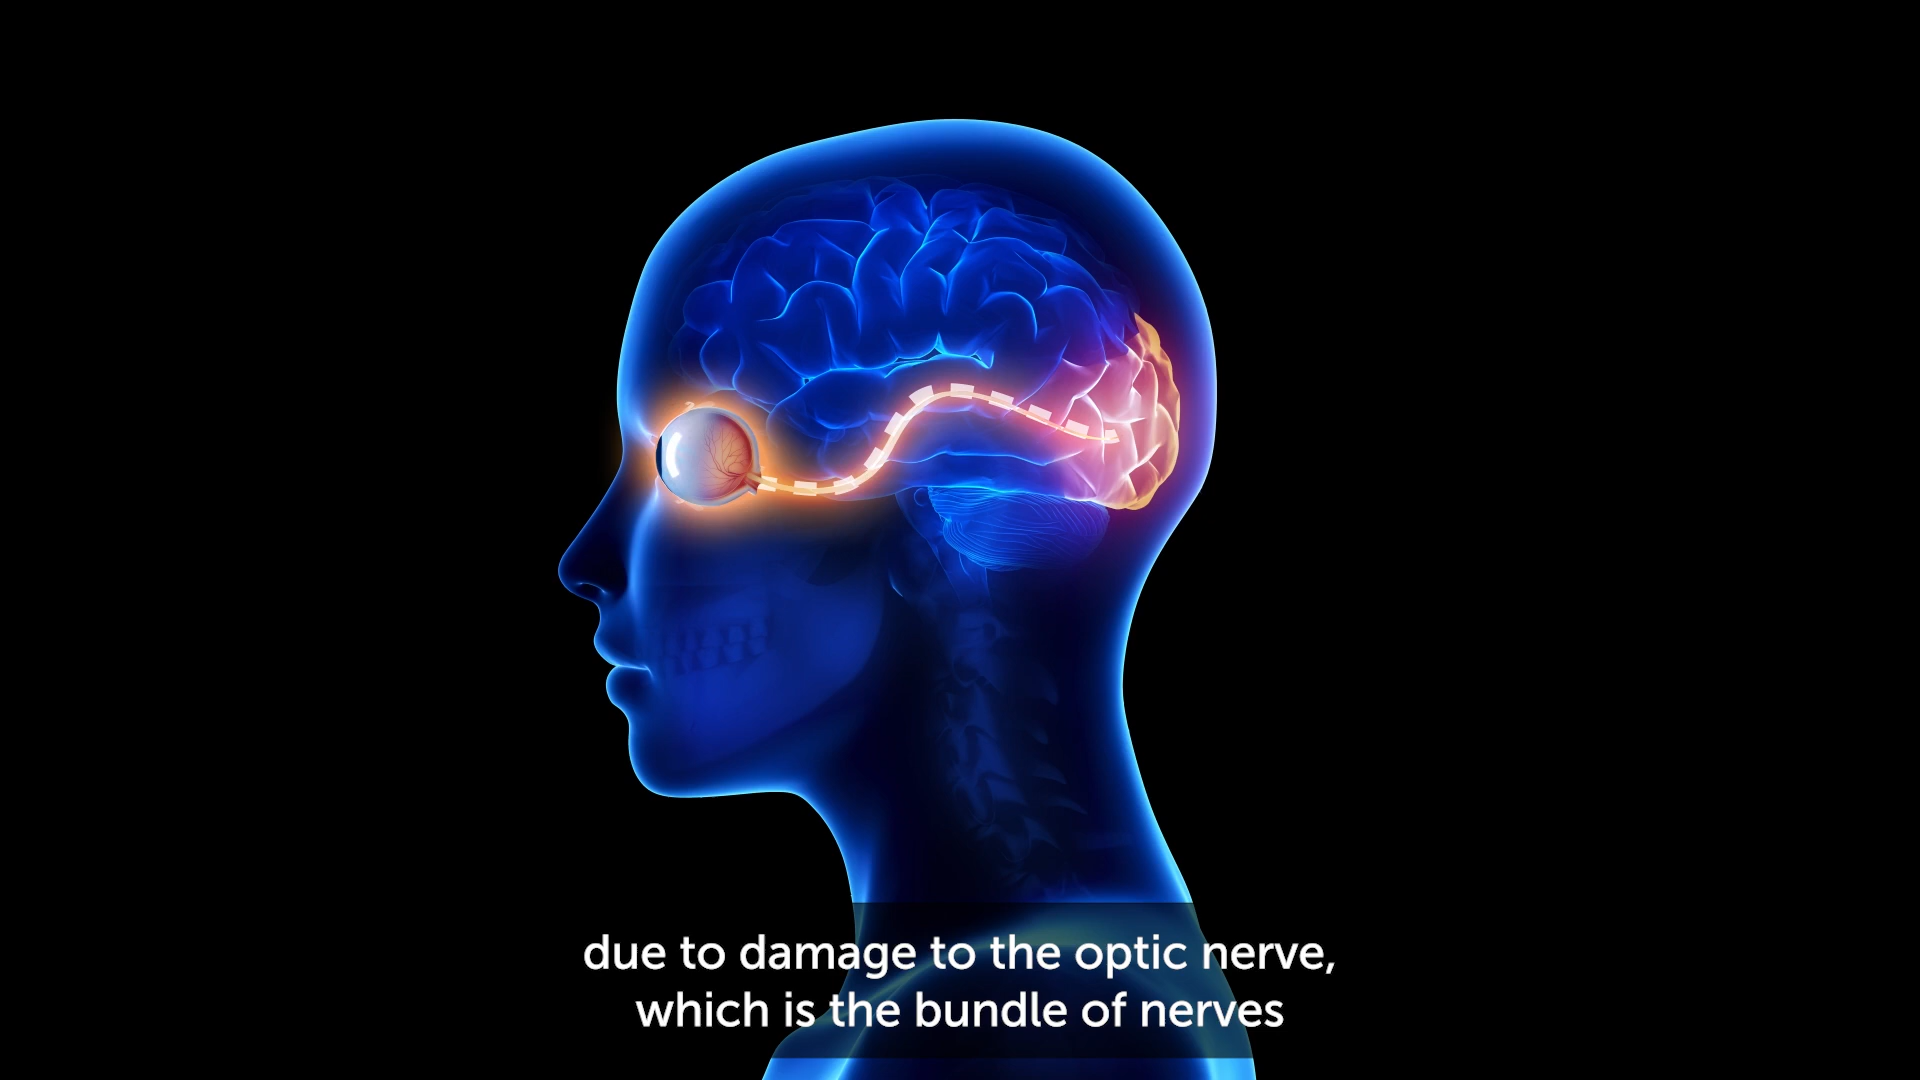 due to damage to the optic nerve,
which is the bundle of nerves